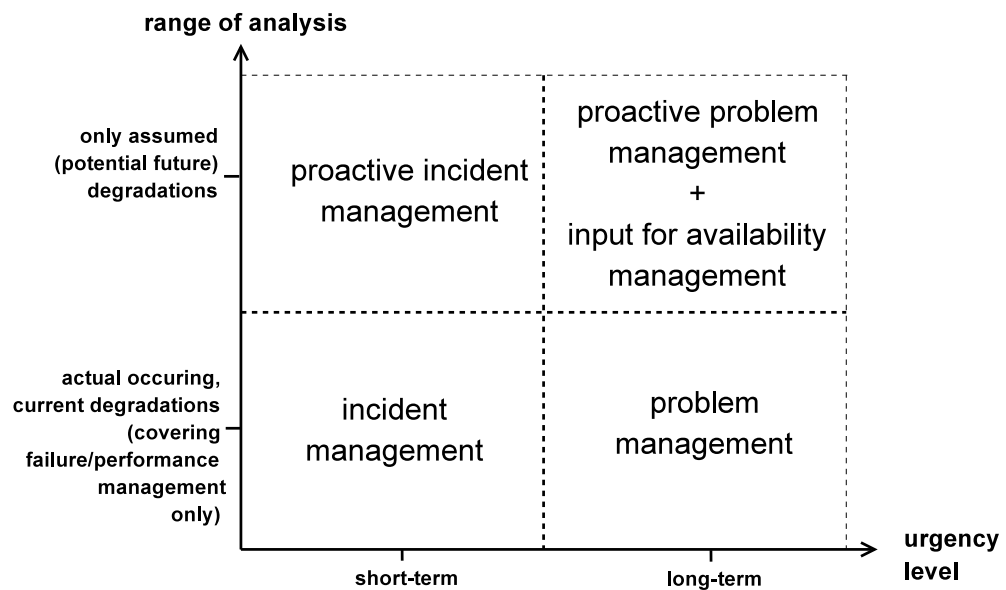 range of analysis
only assumed
(potential future)
degradations
proactive incident
management
proactive problem
management
+
input for availability
management
actual occuring,
current degradations
(covering
failure/performance
management
only)
incident
management
problem
management
short-term
long-term
urgency
level